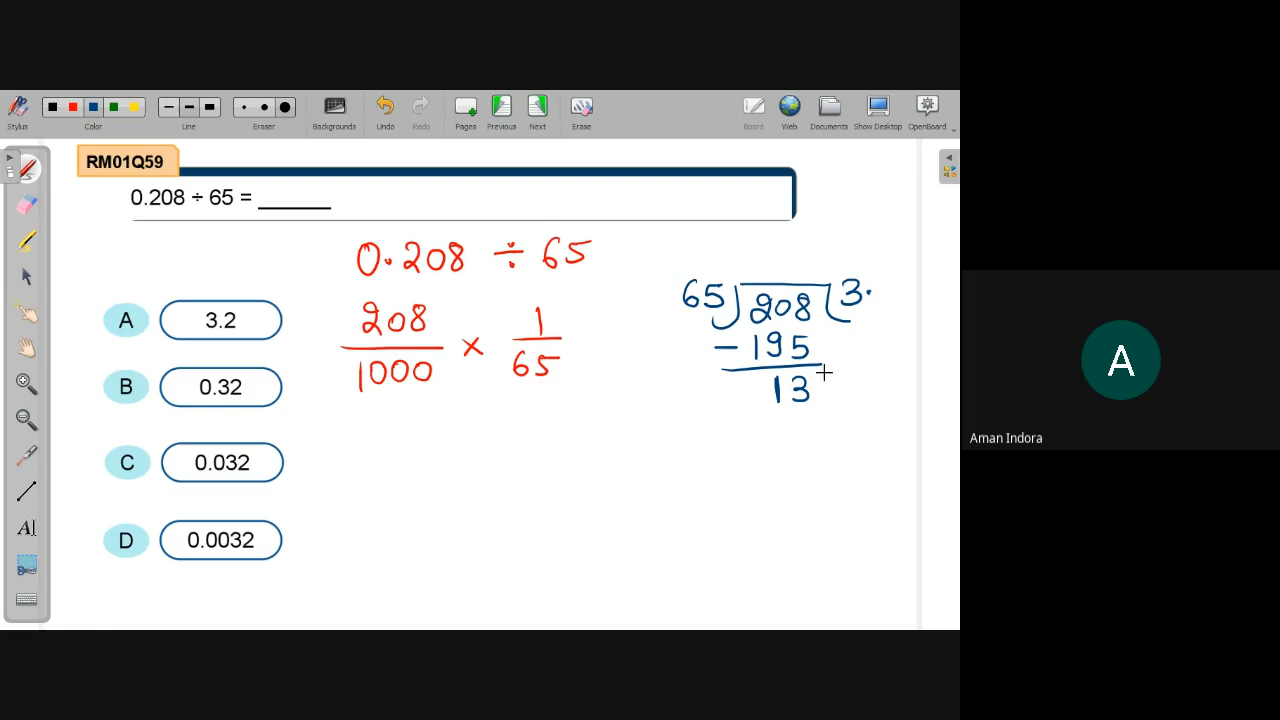 Stylus
Color
Line
Eraser
Backgrounds
Undo
Redo
Pages
Previous
Next
Erase
Board
Web
Documents
Show Desktop
OpenBoard
RM01Q59
0.208 ÷ 65 = ______
0.208 ÷ 65
208/1000 × 1/65
65)208(3.
- 195
13
A 3.2
B 0.32
C 0.032
D 0.0032
A
Aman Indora